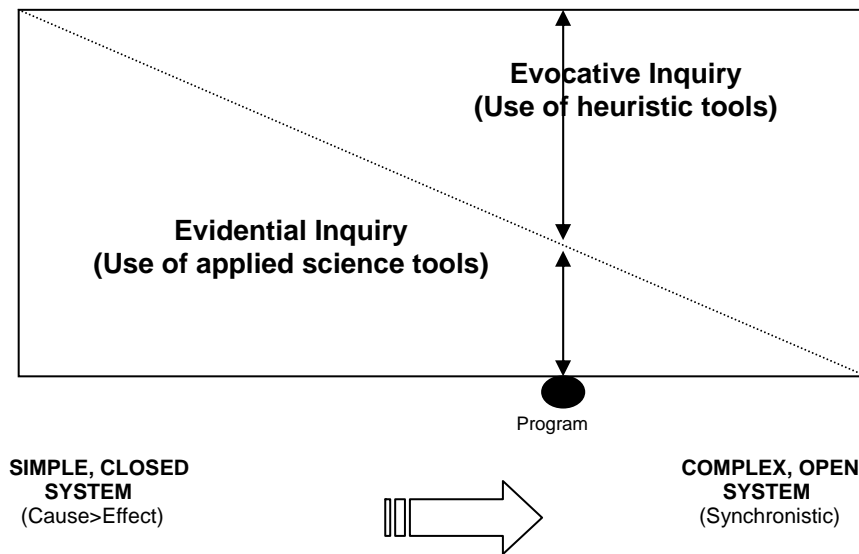 Evocative Inquiry
(Use of heuristic tools)
Evidential Inquiry
(Use of applied science tools)
Program
SIMPLE, CLOSED
SYSTEM
(Cause>Effect)
COMPLEX, OPEN
SYSTEM
(Synchronistic)